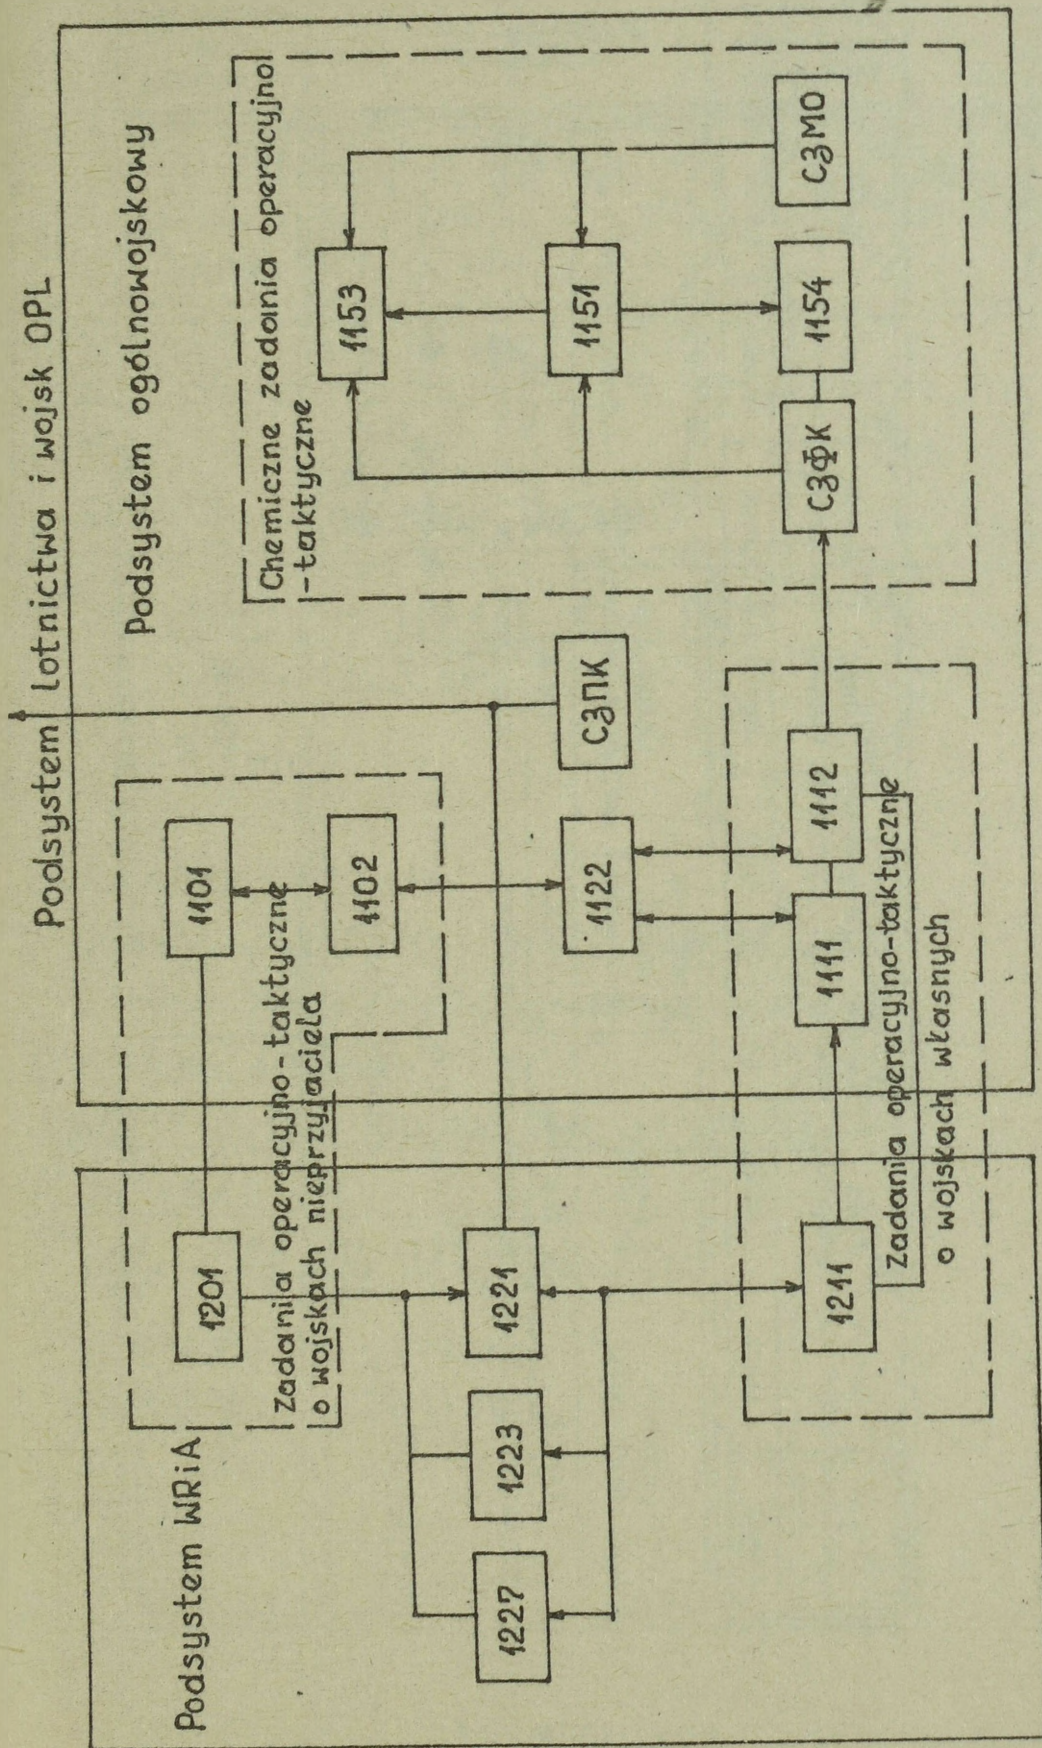 Podsystem lotnictwa i wojsk OPL
Podsystem WRiA
Podsystem ogólnowojskowy
1201
1101
1102
Zadania operacyjno-taktyczne
o wojskach nieprzyjaciela
Chemiczne zadania operacyjno
-taktyczne
1153
1151
1154
СЗФК
СЗМО
1227
1223
1221
1122
СЗПК
1211
1111
1112
Zadania operacyjno-taktyczne
o wojskach własnych